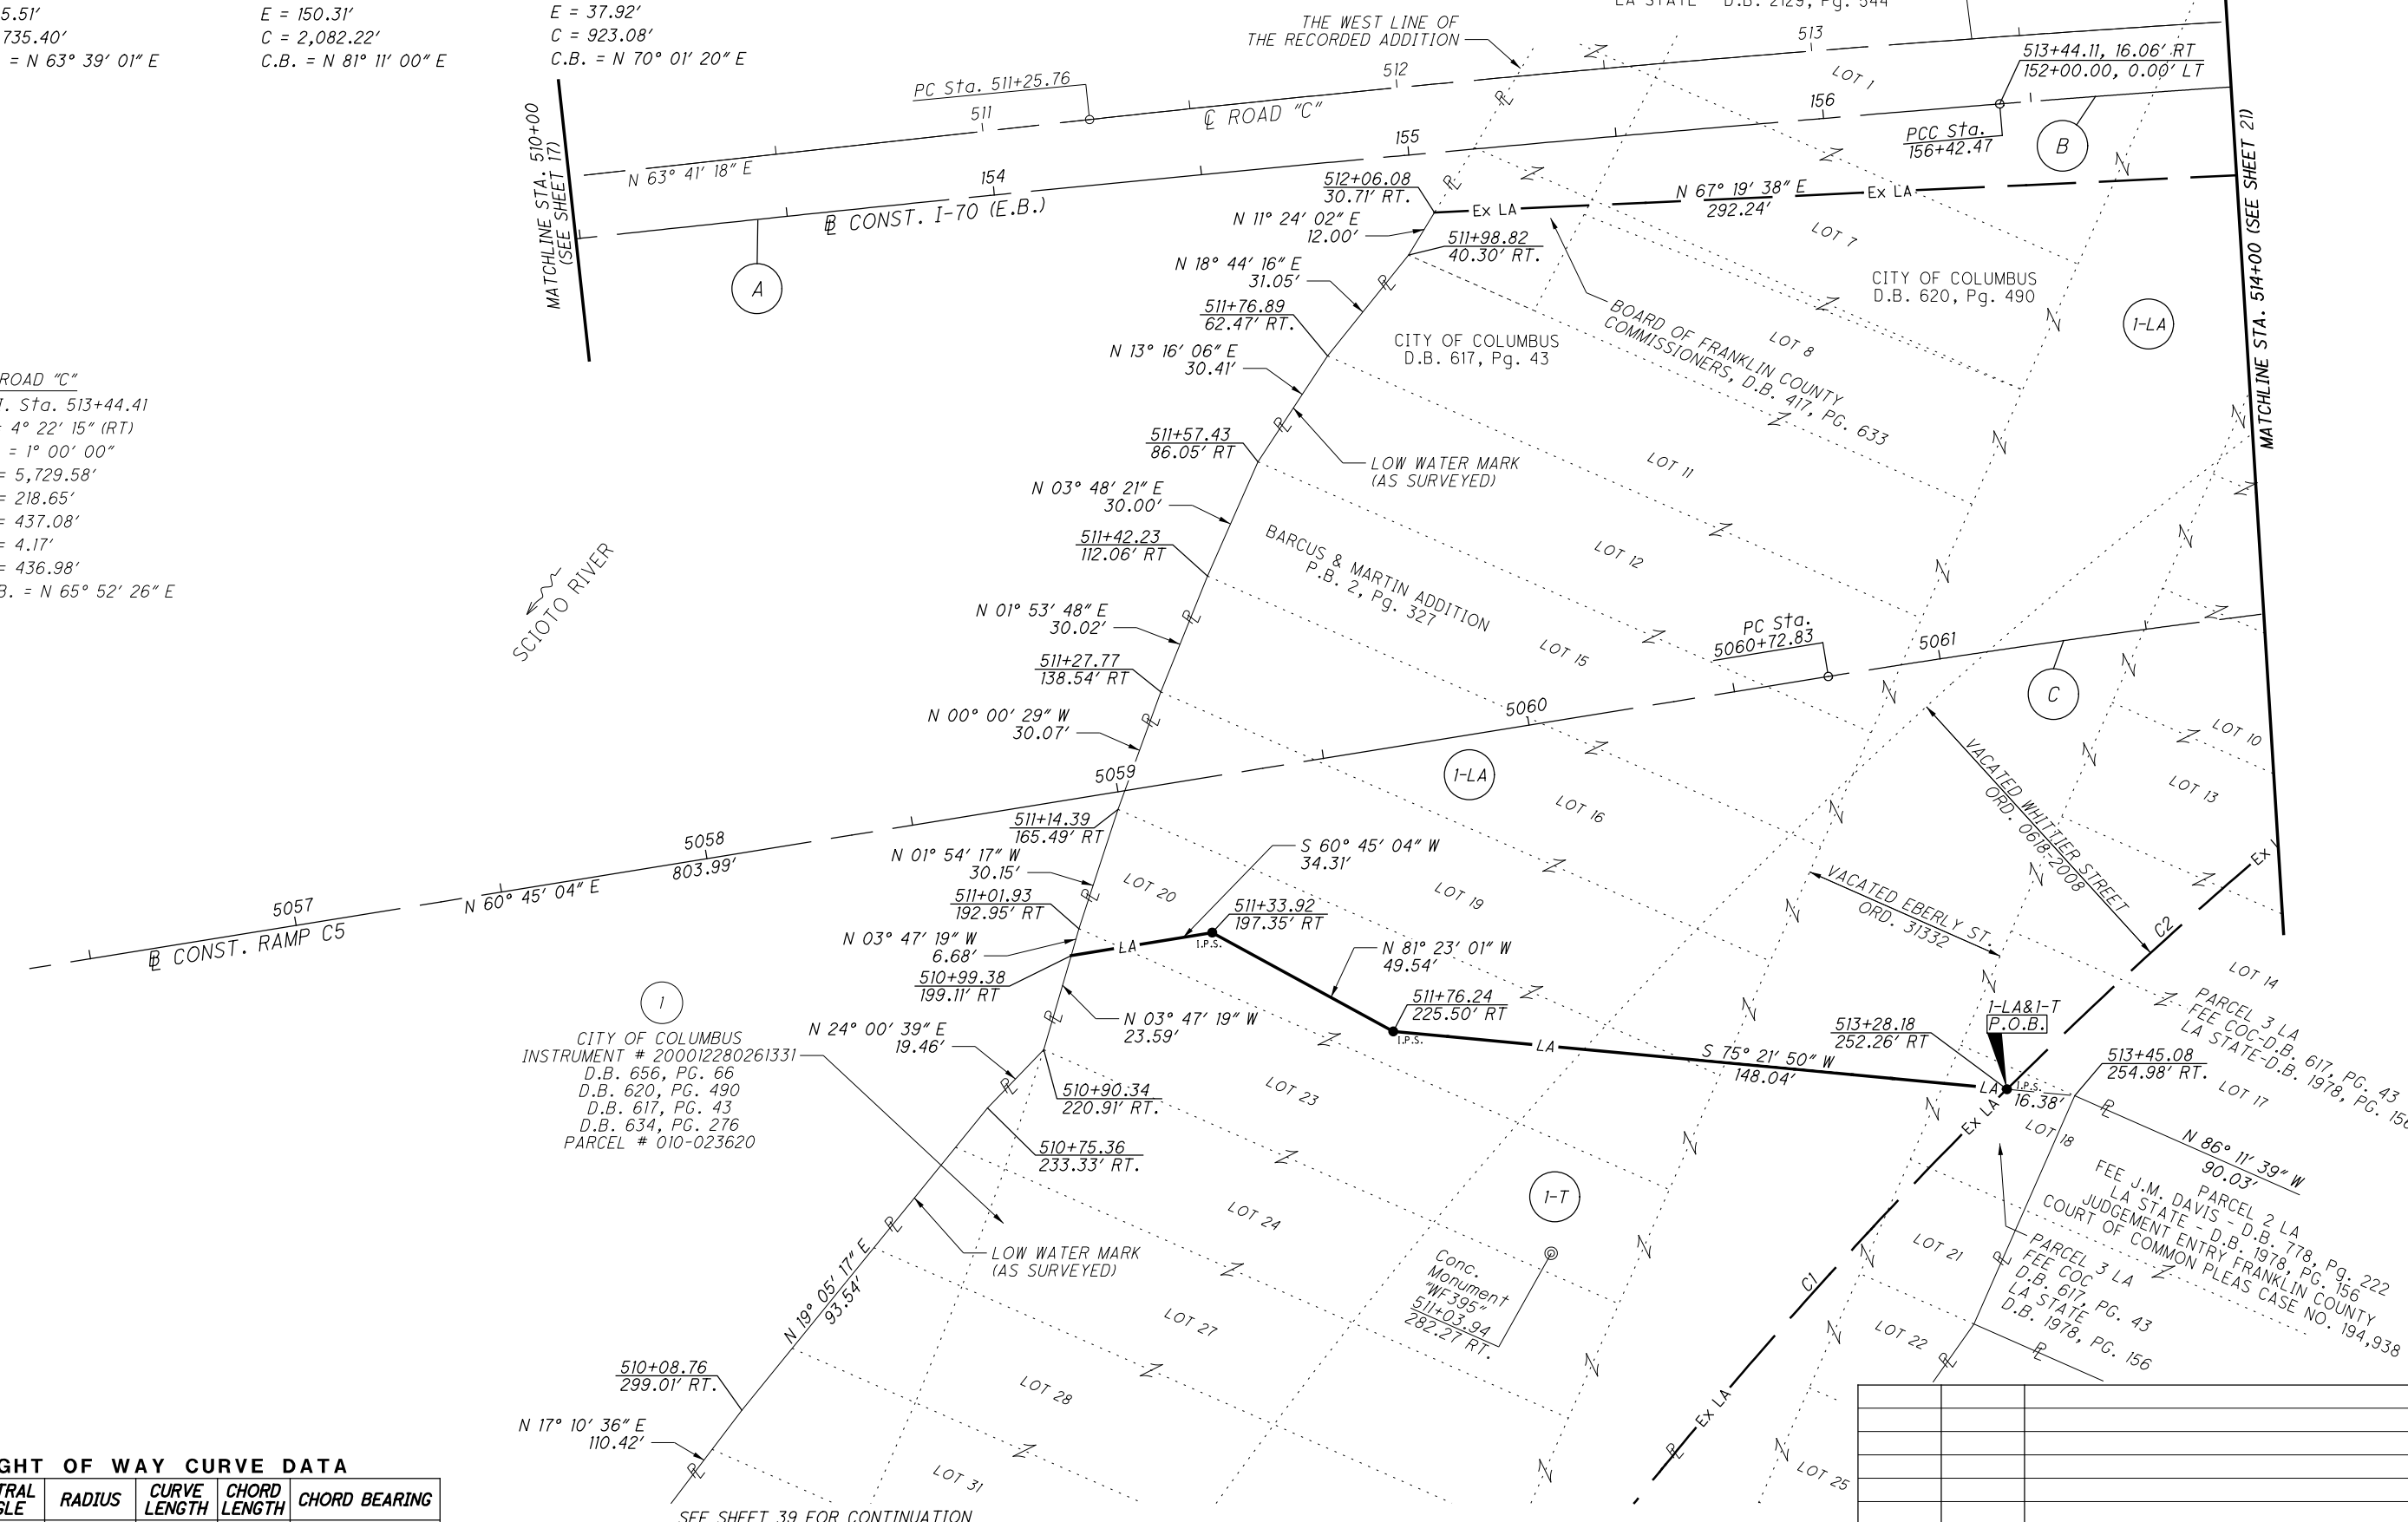 5.51'
735.40'
= N 63° 39' 01" E
E = 150.31'
C = 2,082.22'
C.B. = N 81° 11' 00" E
E = 37.92'
C = 923.08'
C.B. = N 70° 01' 20" E
THE WEST LINE OF
THE RECORDED ADDITION
LA STATE - D.B. 2129, Pg. 544
MATCHLINE STA. 510+00
(SEE SHEET 17)
PC Sta. 511+25.76
511
512
513
℄ ROAD "C"
N 63° 41' 18" E
LOT 1
513+44.11, 16.06' RT
152+00.00, 0.00' LT
154
155
156
PCC Sta.
156+42.47
B
A
BL CONST. I-70 (E.B.)
MATCHLINE STA. 514+00 (SEE SHEET 21)
512+06.08
30.71' RT.
Ex LA
N 67° 19' 38" E
292.24'
Ex LA
N 11° 24' 02" E
12.00'
511+98.82
40.30' RT.
LOT 7
N 18° 44' 16" E
31.05'
CITY OF COLUMBUS
D.B. 620, Pg. 490
1-LA
511+76.89
62.47' RT.
BOARD OF FRANKLIN COUNTY
COMMISSIONERS, D.B. 417, PG. 633
LOT 8
CITY OF COLUMBUS
D.B. 617, Pg. 43
N 13° 16' 06" E
30.41'
ROAD "C"
I. Sta. 513+44.41
= 4° 22' 15" (RT)
= 1° 00' 00"
= 5,729.58'
= 218.65'
= 437.08'
= 4.17'
= 436.98'
B. = N 65° 52' 26" E
511+57.43
86.05' RT
LOW WATER MARK
(AS SURVEYED)
LOT 11
N 03° 48' 21" E
30.00'
511+42.23
112.06' RT
BARCUS & MARTIN ADDITION
P.B. 2, Pg. 327
LOT 12
SCIOTO RIVER
N 01° 53' 48" E
30.02'
LOT 15
PC Sta.
5060+72.83
5061
511+27.77
138.54' RT
C
N 00° 00' 29" W
30.07'
5060
LOT 10
VACATED WHITTIER STREET
ORD. 0618-2008
5059
1-LA
LOT 13
LOT 16
511+14.39
165.49' RT
5058
803.99'
N 01° 54' 17" W
30.15'
S 60° 45' 04" W
34.31'
5057
N 60° 45' 04" E
BL CONST. RAMP C5
LOT 20
LOT 19
VACATED EBERLY ST.
ORD. 31332
Ex
C2
511+01.93
192.95' RT
511+33.92
197.35' RT
I.P.S.
N 03° 47' 19" W
6.68'
LA
N 81° 23' 01" W
49.54'
510+99.38
199.11' RT
LOT 14
PARCEL 3 LA
FEE COC-D.B. 617, PG. 43
LA STATE-D.B. 1978, PG. 156
1
CITY OF COLUMBUS
INSTRUMENT # 200012280261331
D.B. 656, PG. 66
D.B. 620, PG. 490
D.B. 617, PG. 43
D.B. 634, PG. 276
PARCEL # 010-023620
N 24° 00' 39" E
19.46'
N 03° 47' 19" W
23.59'
511+76.24
225.50' RT
I.P.S.
LA
S 75° 21' 50" W
148.04'
513+28.18
252.26' RT
1-LA&1-T
P.O.B.
LA
I.P.S.
16.38'
513+45.08
254.98' RT.
LOT 17
Ex LA
LOT 18
N 86° 11' 39" W
90.03'
510+90.34
220.91' RT.
LOT 23
510+75.36
233.33' RT.
PARCEL 2 LA
FEE J.M. DAVIS - D.B. 778, Pg. 222
LA STATE - D.B. 1978, PG. 156
JUDGEMENT ENTRY FRANKLIN COUNTY
COURT OF COMMON PLEAS CASE NO. 194,938
1-T
LOT 24
LOT 21
PARCEL 3 LA
FEE COC
D.B. 617, PG. 43
LA STATE
D.B. 1978, PG. 156
LOW WATER MARK
(AS SURVEYED)
Conc.
Monument
"WF395"
511+03.94
282.27 RT.
C1
N 19° 05' 17" E
93.54'
LOT 27
LOT 22
510+08.76
299.01' RT.
LOT 28
Ex LA
N 17° 10' 36" E
110.42'
LOT 31
LOT 25
GHT OF WAY CURVE DATA
TRAL
GLE
RADIUS
CURVE
LENGTH
CHORD
LENGTH
CHORD BEARING
SEE SHEET 39 FOR CONTINUATION